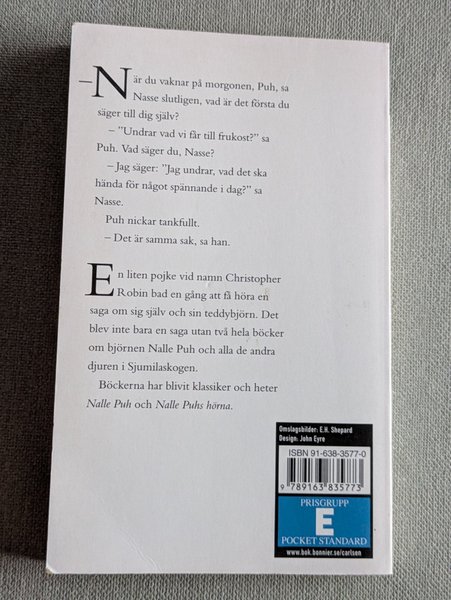 –När du vaknar på morgonen, Puh, sa
Nasse slutligen, vad är det första du
säger till dig själv?
– ”Undrar vad vi får till frukost?” sa
Puh. Vad säger du, Nasse?
– Jag säger: ”Jag undrar, vad det ska
hända för något spännande i dag?” sa
Nasse.
Puh nickar tankfullt.
– Det är samma sak, sa han.
En liten pojke vid namn Christopher
Robin bad en gång att få höra en
saga om sig själv och sin teddybjörn. Det
blev inte bara en saga utan två hela böcker
om björnen Nalle Puh och alla de andra
djuren i Sjumilaskogen.
Böckerna har blivit klassiker och heter
Nalle Puh och Nalle Puhs hörna.
Omslagsbilder: E.H. Shepard
Design: John Eyre
ISBN 91-638-3577-0
9 789163 835773
PRISGRUPP
E
POCKET STANDARD
www.bok.bonnier.se/carlsen